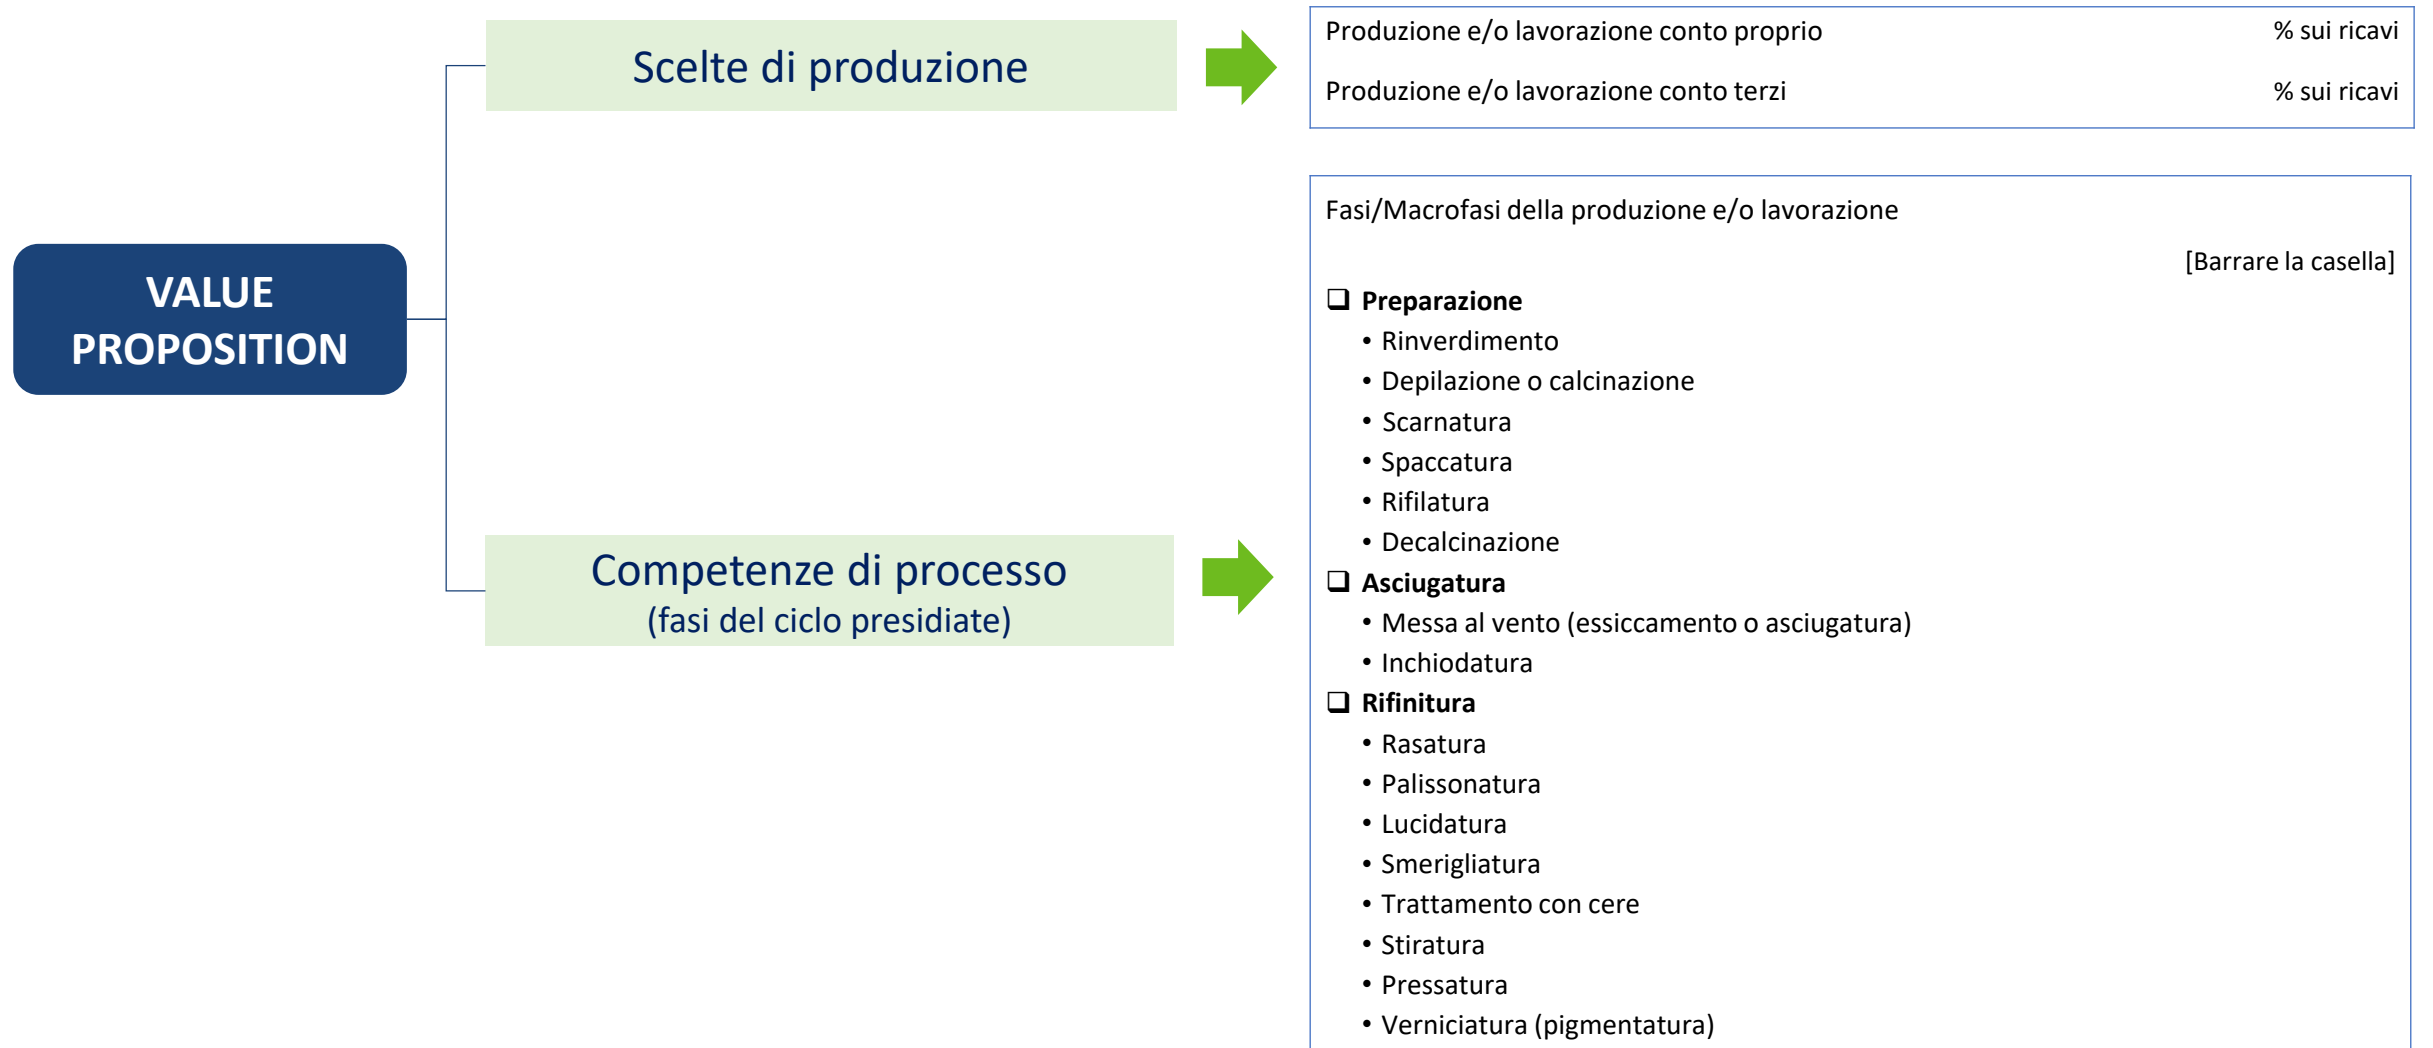 VALUE
PROPOSITION
Scelte di produzione
Produzione e/o lavorazione conto proprio % sui ricavi
Produzione e/o lavorazione conto terzi % sui ricavi
Competenze di processo
(fasi del ciclo presidiate)
Fasi/Macrofasi della produzione e/o lavorazione
[Barrare la casella]
❑ Preparazione
• Rinverdimento
• Depilazione o calcinazione
• Scarnatura
• Spaccatura
• Rifilatura
• Decalcinazione
❑ Asciugatura
• Messa al vento (essiccamento o asciugatura)
• Inchiodatura
❑ Rifinitura
• Rasatura
• Palissonatura
• Lucidatura
• Smerigliatura
• Trattamento con cere
• Stiratura
• Pressatura
• Verniciatura (pigmentatura)